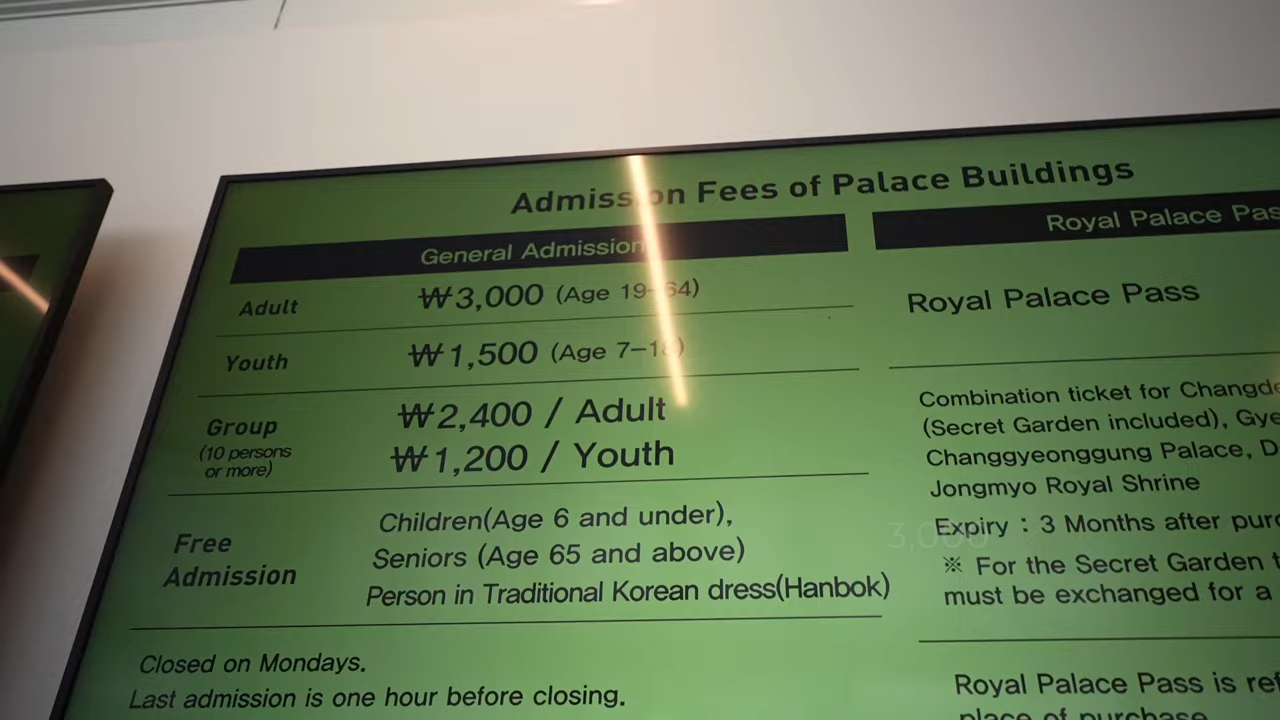 Admission Fees of Palace Buildings
General Admission
Adult ₩3,000 (Age 19-64)
Youth ₩1,500 (Age 7-18)
Group
(10 persons
or more)
₩2,400 / Adult
₩1,200 / Youth
Free
Admission
Children(Age 6 and under),
Seniors (Age 65 and above)
Person in Traditional Korean dress(Hanbok)
Closed on Mondays.
Last admission is one hour before closing.
Royal Palace Pas
Royal Palace Pass
Combination ticket for Changde
(Secret Garden included), Gye
Changgyeonggung Palace, D
Jongmyo Royal Shrine
Expiry : 3 Months after purc
※ For the Secret Garden t
must be exchanged for a
Royal Palace Pass is ref
place of purchase